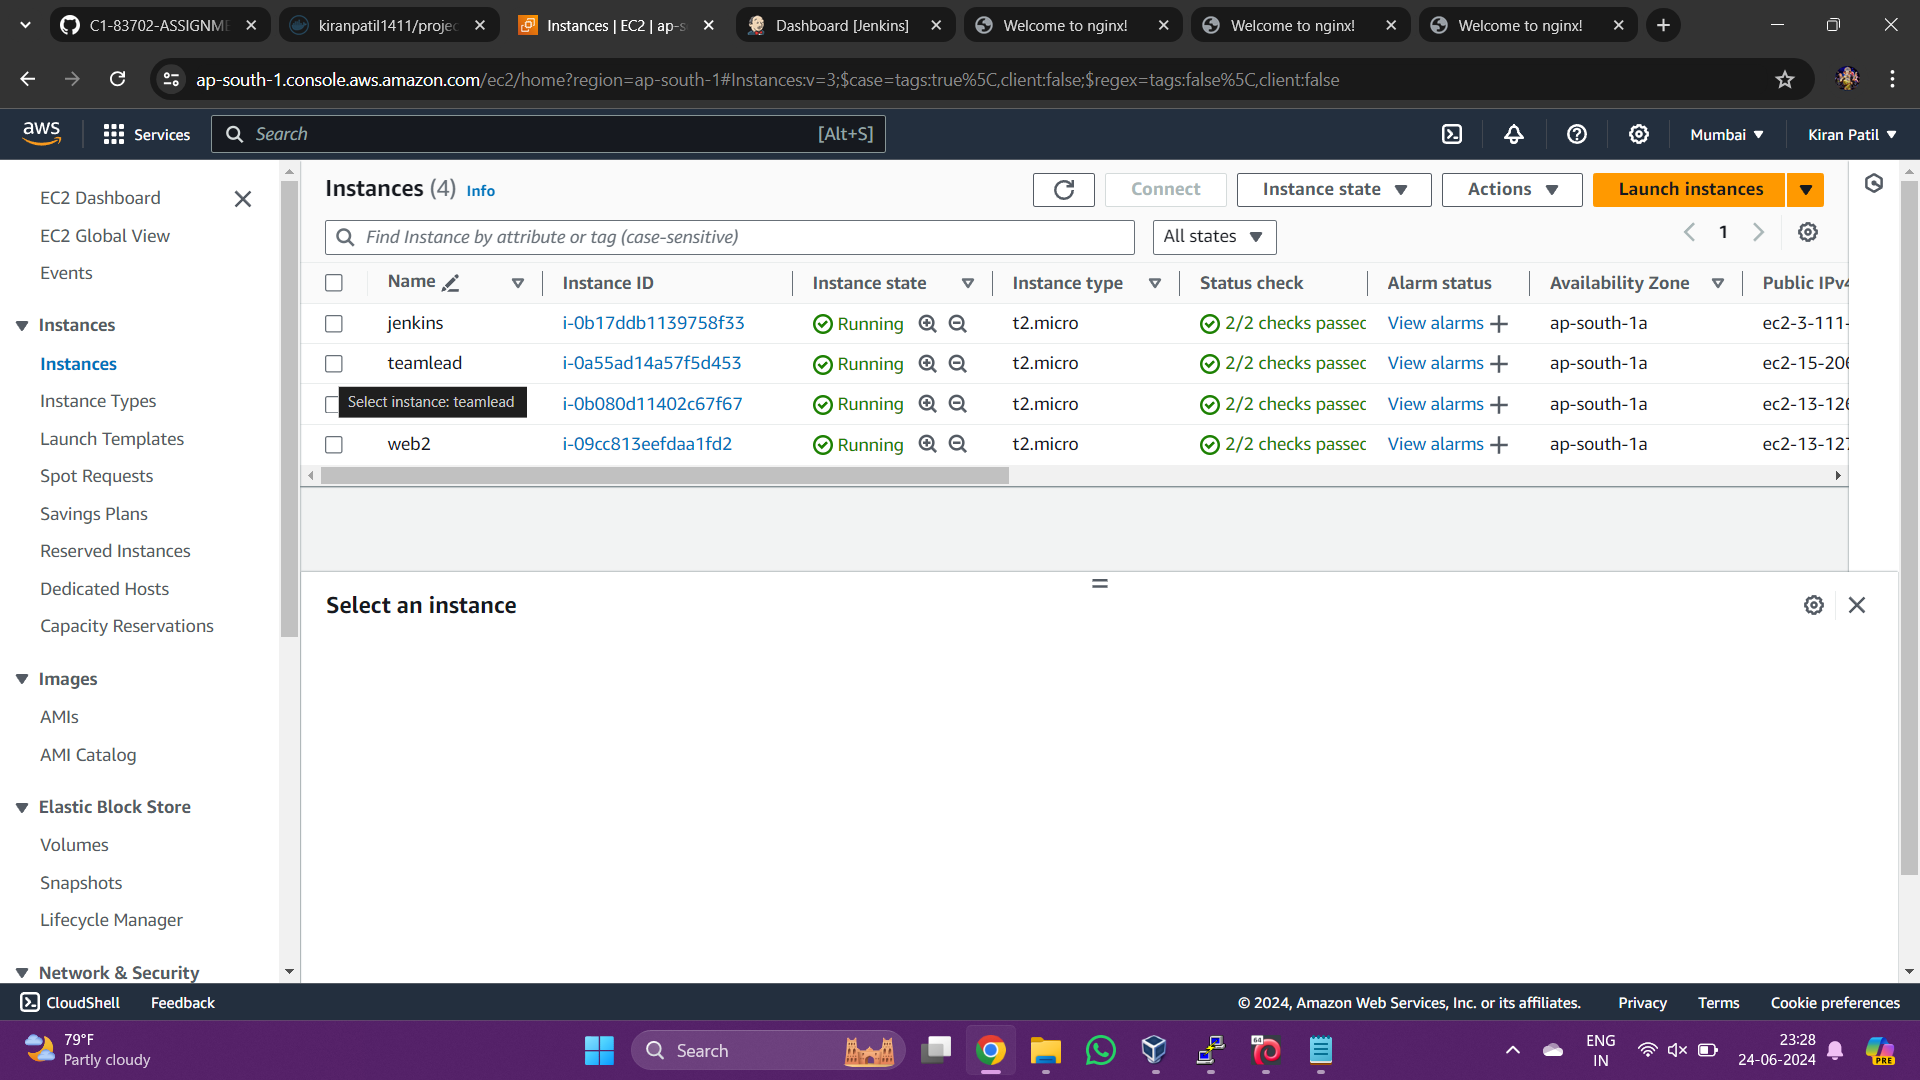 C1-83702-ASSIGNME
kiranpatil1411/projec
Instances | EC2 | ap-s
Dashboard [Jenkins]
Welcome to nginx!
Welcome to nginx!
Welcome to nginx!
ap-south-1.console.aws.amazon.com/ec2/home?region=ap-south-1#Instances:v=3;$case=tags:true%5C,client:false;$regex=tags:false%5C,client:false
aws
Services
Search
[Alt+S]
Mumbai
Kiran Patil
EC2 Dashboard
EC2 Global View
Events
Instances
Instances
Instance Types
Launch Templates
Spot Requests
Savings Plans
Reserved Instances
Dedicated Hosts
Capacity Reservations
Images
AMIs
AMI Catalog
Elastic Block Store
Volumes
Snapshots
Lifecycle Manager
Network & Security
Instances (4) Info
Connect
Instance state
Actions
Launch instances
Find Instance by attribute or tag (case-sensitive)
All states
1
Name Instance ID Instance state Instance type Status check Alarm status Availability Zone Public IPv4
jenkins i-0b17ddb1139758f33 Running t2.micro 2/2 checks passec View alarms ap-south-1a ec2-3-111-
teamlead i-0a55ad14a57f5d453 Running t2.micro 2/2 checks passec View alarms ap-south-1a ec2-15-206
Select instance: teamlead
i-0b080d11402c67f67 Running t2.micro 2/2 checks passec View alarms ap-south-1a ec2-13-126
web2 i-09cc813eefdaa1fd2 Running t2.micro 2/2 checks passec View alarms ap-south-1a ec2-13-127
Select an instance
CloudShell
Feedback
© 2024, Amazon Web Services, Inc. or its affiliates.
Privacy
Terms
Cookie preferences
79°F
Partly cloudy
Search
64
ENG
IN
23:28
24-06-2024
PRE